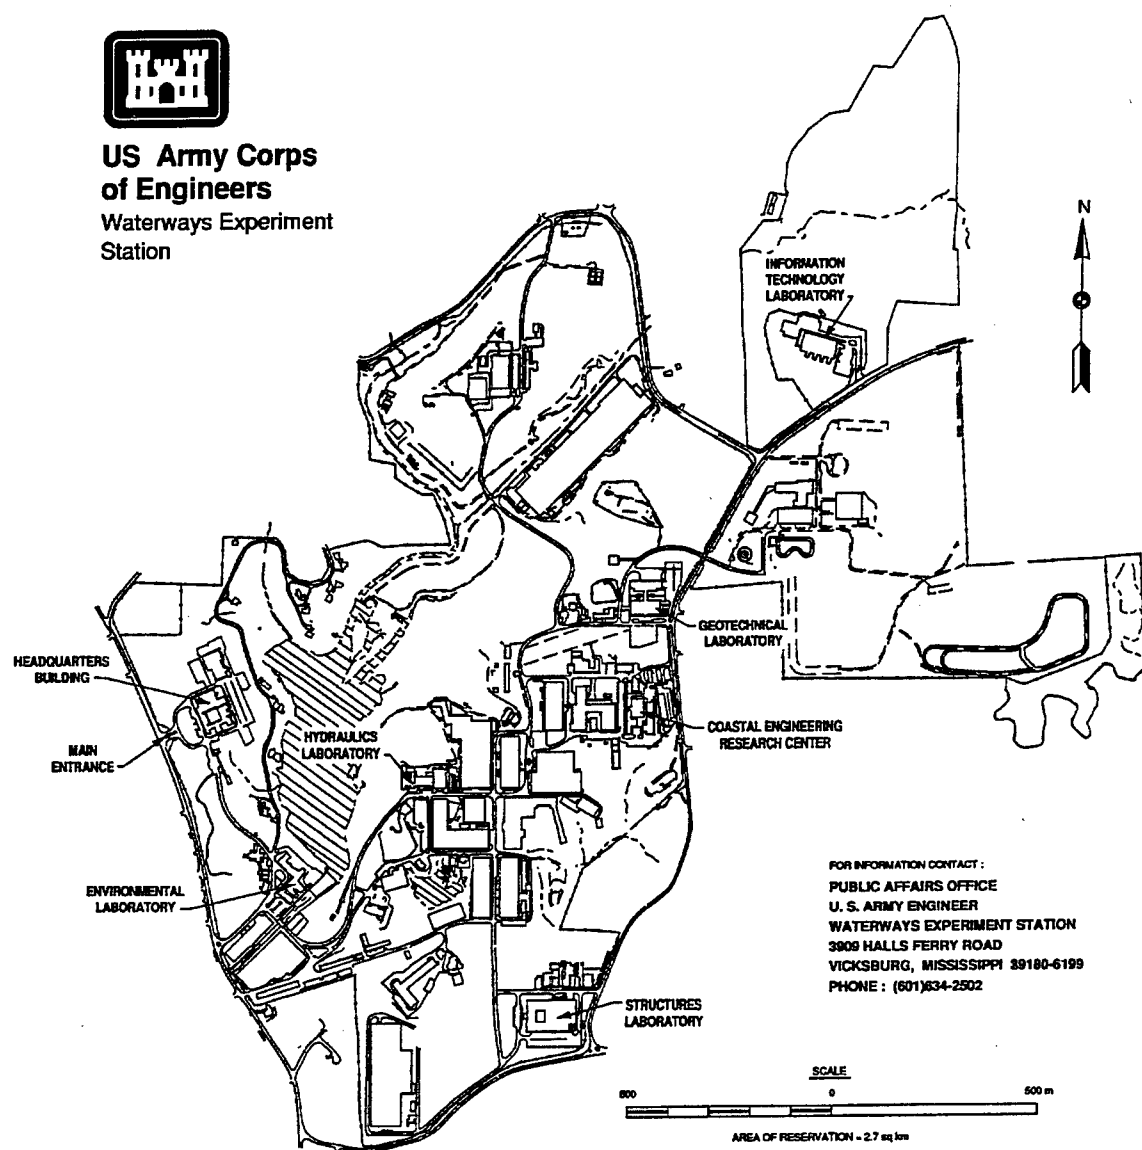 US Army Corps
of Engineers
Waterways Experiment
Station
N
INFORMATION
TECHNOLOGY
LABORATORY
GEOTECHNICAL
LABORATORY
HEADQUARTERS
BUILDING
MAIN
ENTRANCE
HYDRAULICS
LABORATORY
COASTAL ENGINEERING
RESEARCH CENTER
ENVIRONMENTAL
LABORATORY
STRUCTURES
LABORATORY
FOR INFORMATION CONTACT :
PUBLIC AFFAIRS OFFICE
U. S. ARMY ENGINEER
WATERWAYS EXPERIMENT STATION
3909 HALLS FERRY ROAD
VICKSBURG, MISSISSIPPI 39180-6199
PHONE : (601)634-2502
SCALE
500 0 500 m
AREA OF RESERVATION - 2.7 sq km